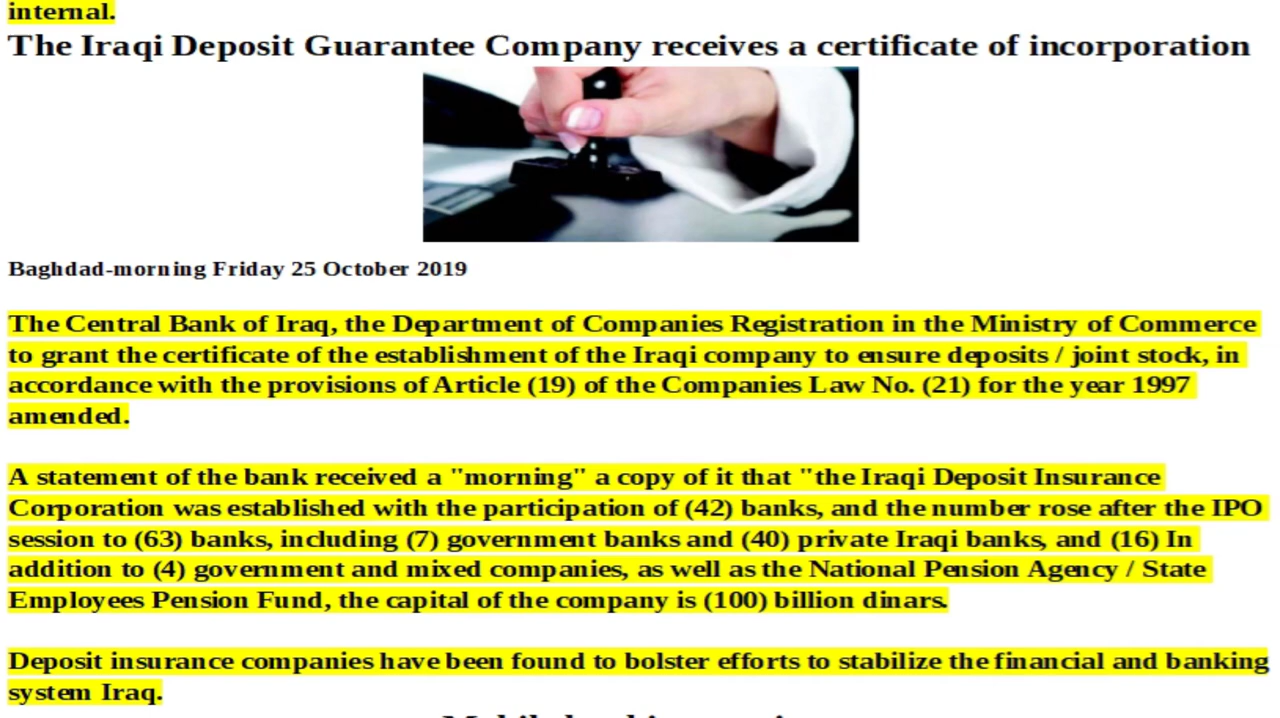 internal.
The Iraqi Deposit Guarantee Company receives a certificate of incorporation
Baghdad-morning Friday 25 October 2019
The Central Bank of Iraq, the Department of Companies Registration in the Ministry of Commerce
to grant the certificate of the establishment of the Iraqi company to ensure deposits / joint stock, in
accordance with the provisions of Article (19) of the Companies Law No. (21) for the year 1997
amended.
A statement of the bank received a "morning" a copy of it that "the Iraqi Deposit Insurance
Corporation was established with the participation of (42) banks, and the number rose after the IPO
session to (63) banks, including (7) government banks and (40) private Iraqi banks, and (16) In
addition to (4) government and mixed companies, as well as the National Pension Agency / State
Employees Pension Fund, the capital of the company is (100) billion dinars.
Deposit insurance companies have been found to bolster efforts to stabilize the financial and banking
system Iraq.